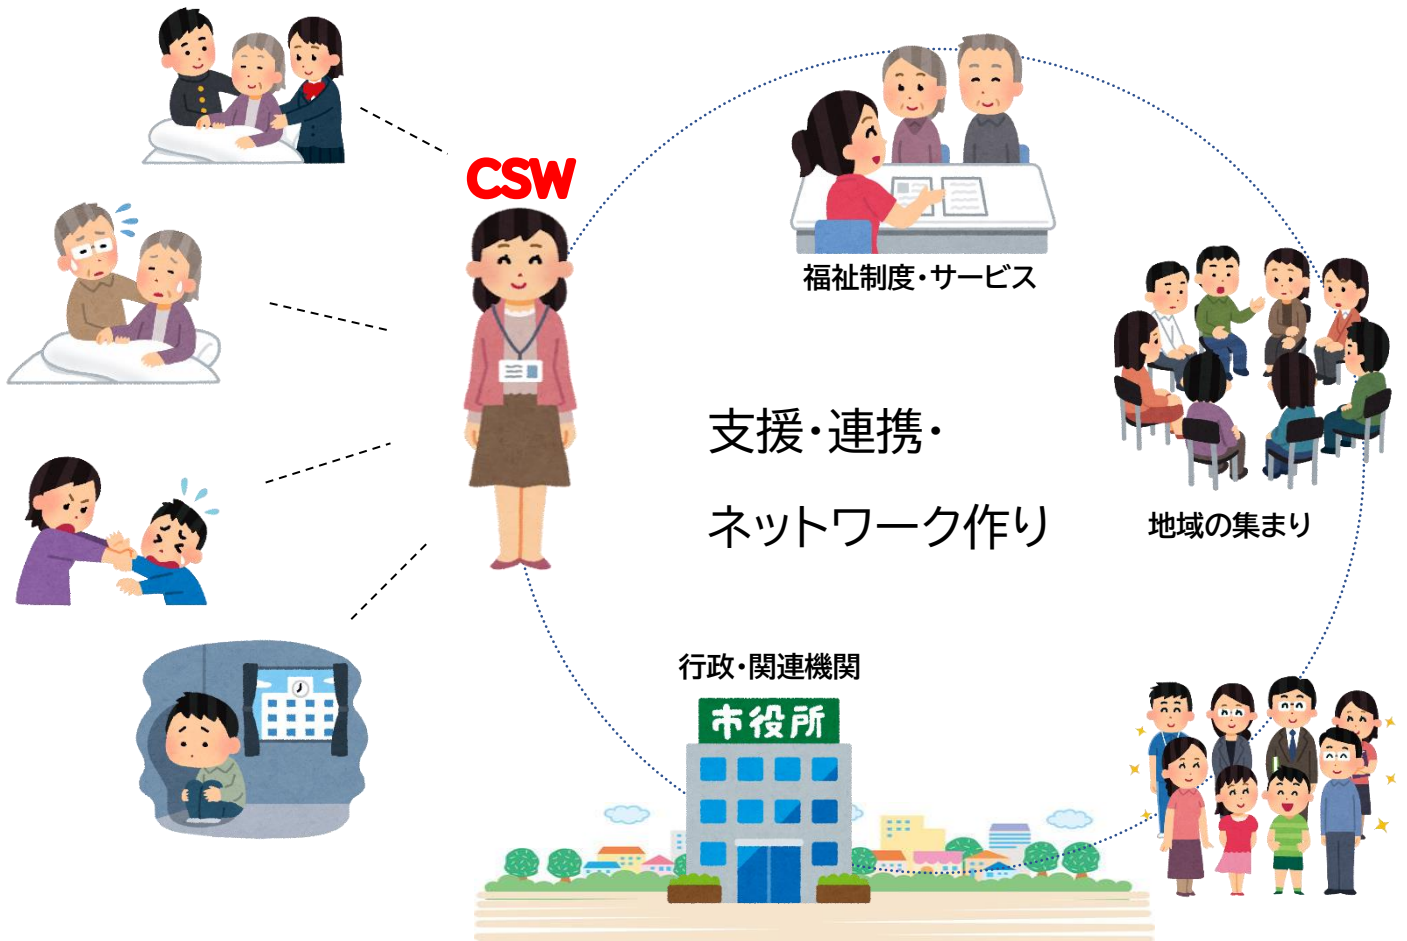 CSW
福祉制度・サービス
支援・連携・
ネットワーク作り
地域の集まり
行政・関連機関
市役所